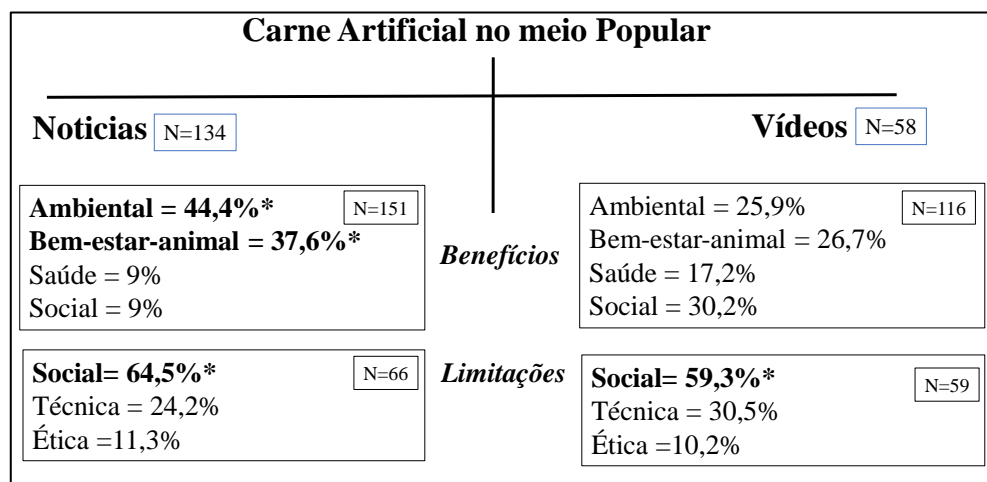 Carne Artificial no meio Popular
Noticias N=134
Vídeos N=58
Ambiental = 44,4%* N=151
Bem-estar-animal = 37,6%*
Saúde = 9%
Social = 9%
Benefícios
Ambiental = 25,9% N=116
Bem-estar-animal = 26,7%
Saúde = 17,2%
Social = 30,2%
Social= 64,5%* N=66
Técnica = 24,2%
Ética =11,3%
Limitações
Social= 59,3%* N=59
Técnica = 30,5%
Ética =10,2%